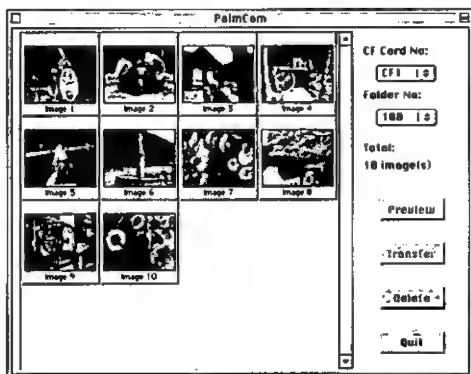 PalmCam
Image 1
Image 2
Image 3
Image 4
Image 5
Image 6
Image 7
Image 8
Image 9
Image 10
CF Card No:
CF1
Folder No:
100
Total:
10 image(s)
Preview
Transfer
Delete
Quit